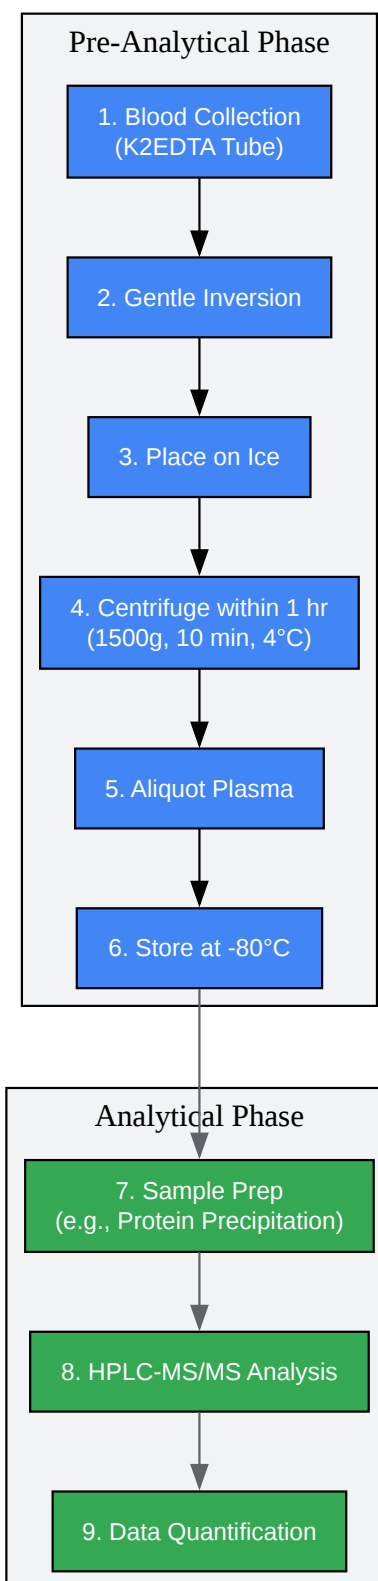 Pre-Analytical Phase
1. Blood Collection
(K2EDTA Tube)
2. Gentle Inversion
3. Place on Ice
4. Centrifuge within 1 hr
(1500g, 10 min, 4°C)
5. Aliquot Plasma
6. Store at -80°C
Analytical Phase
7. Sample Prep
(e.g., Protein Precipitation)
8. HPLC-MS/MS Analysis
9. Data Quantification